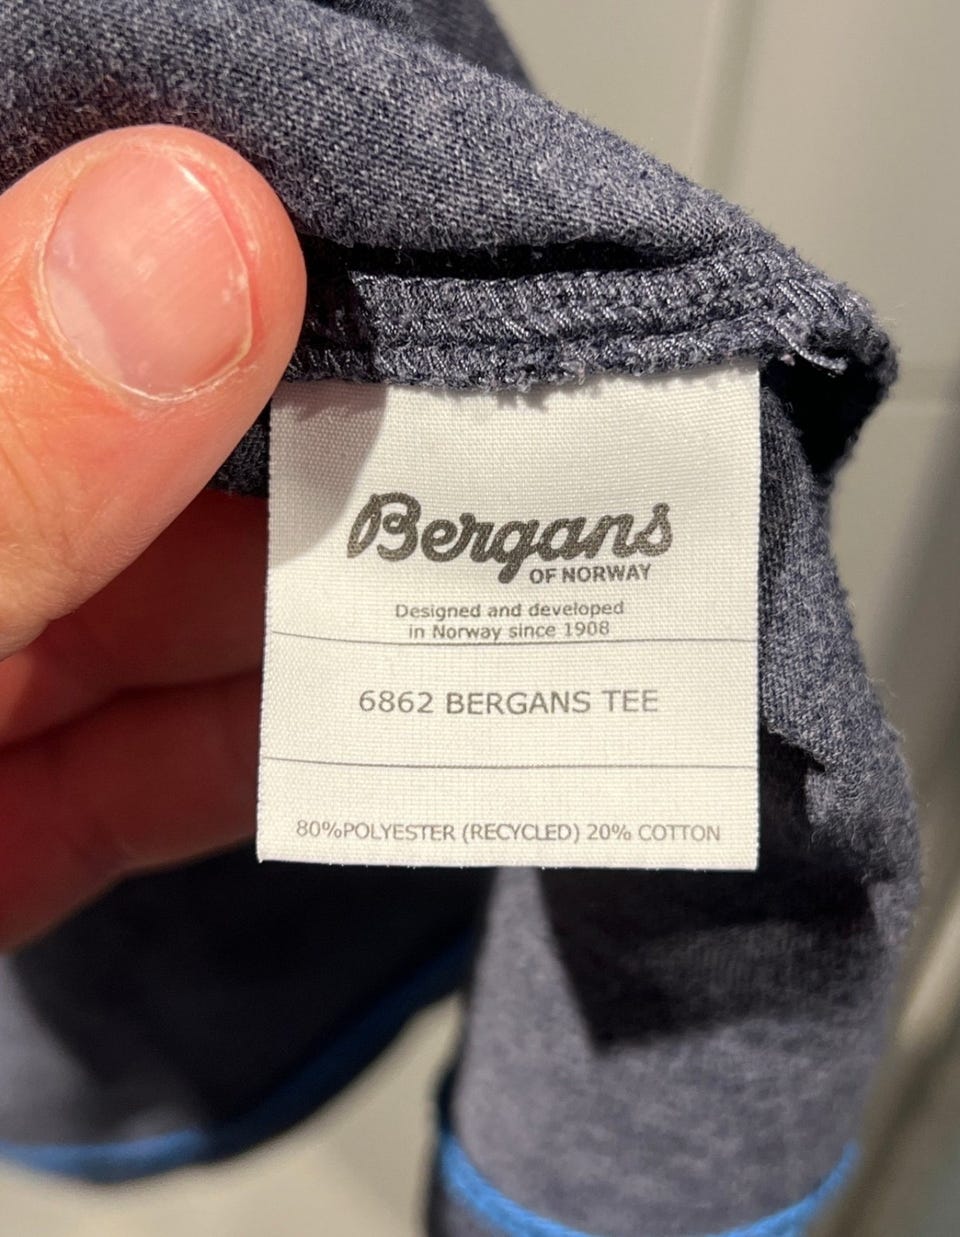 Bergans
OF NORWAY
Designed and developed
in Norway since 1908
6862 BERGANS TEE
80%POLYESTER (RECYCLED) 20% COTTON